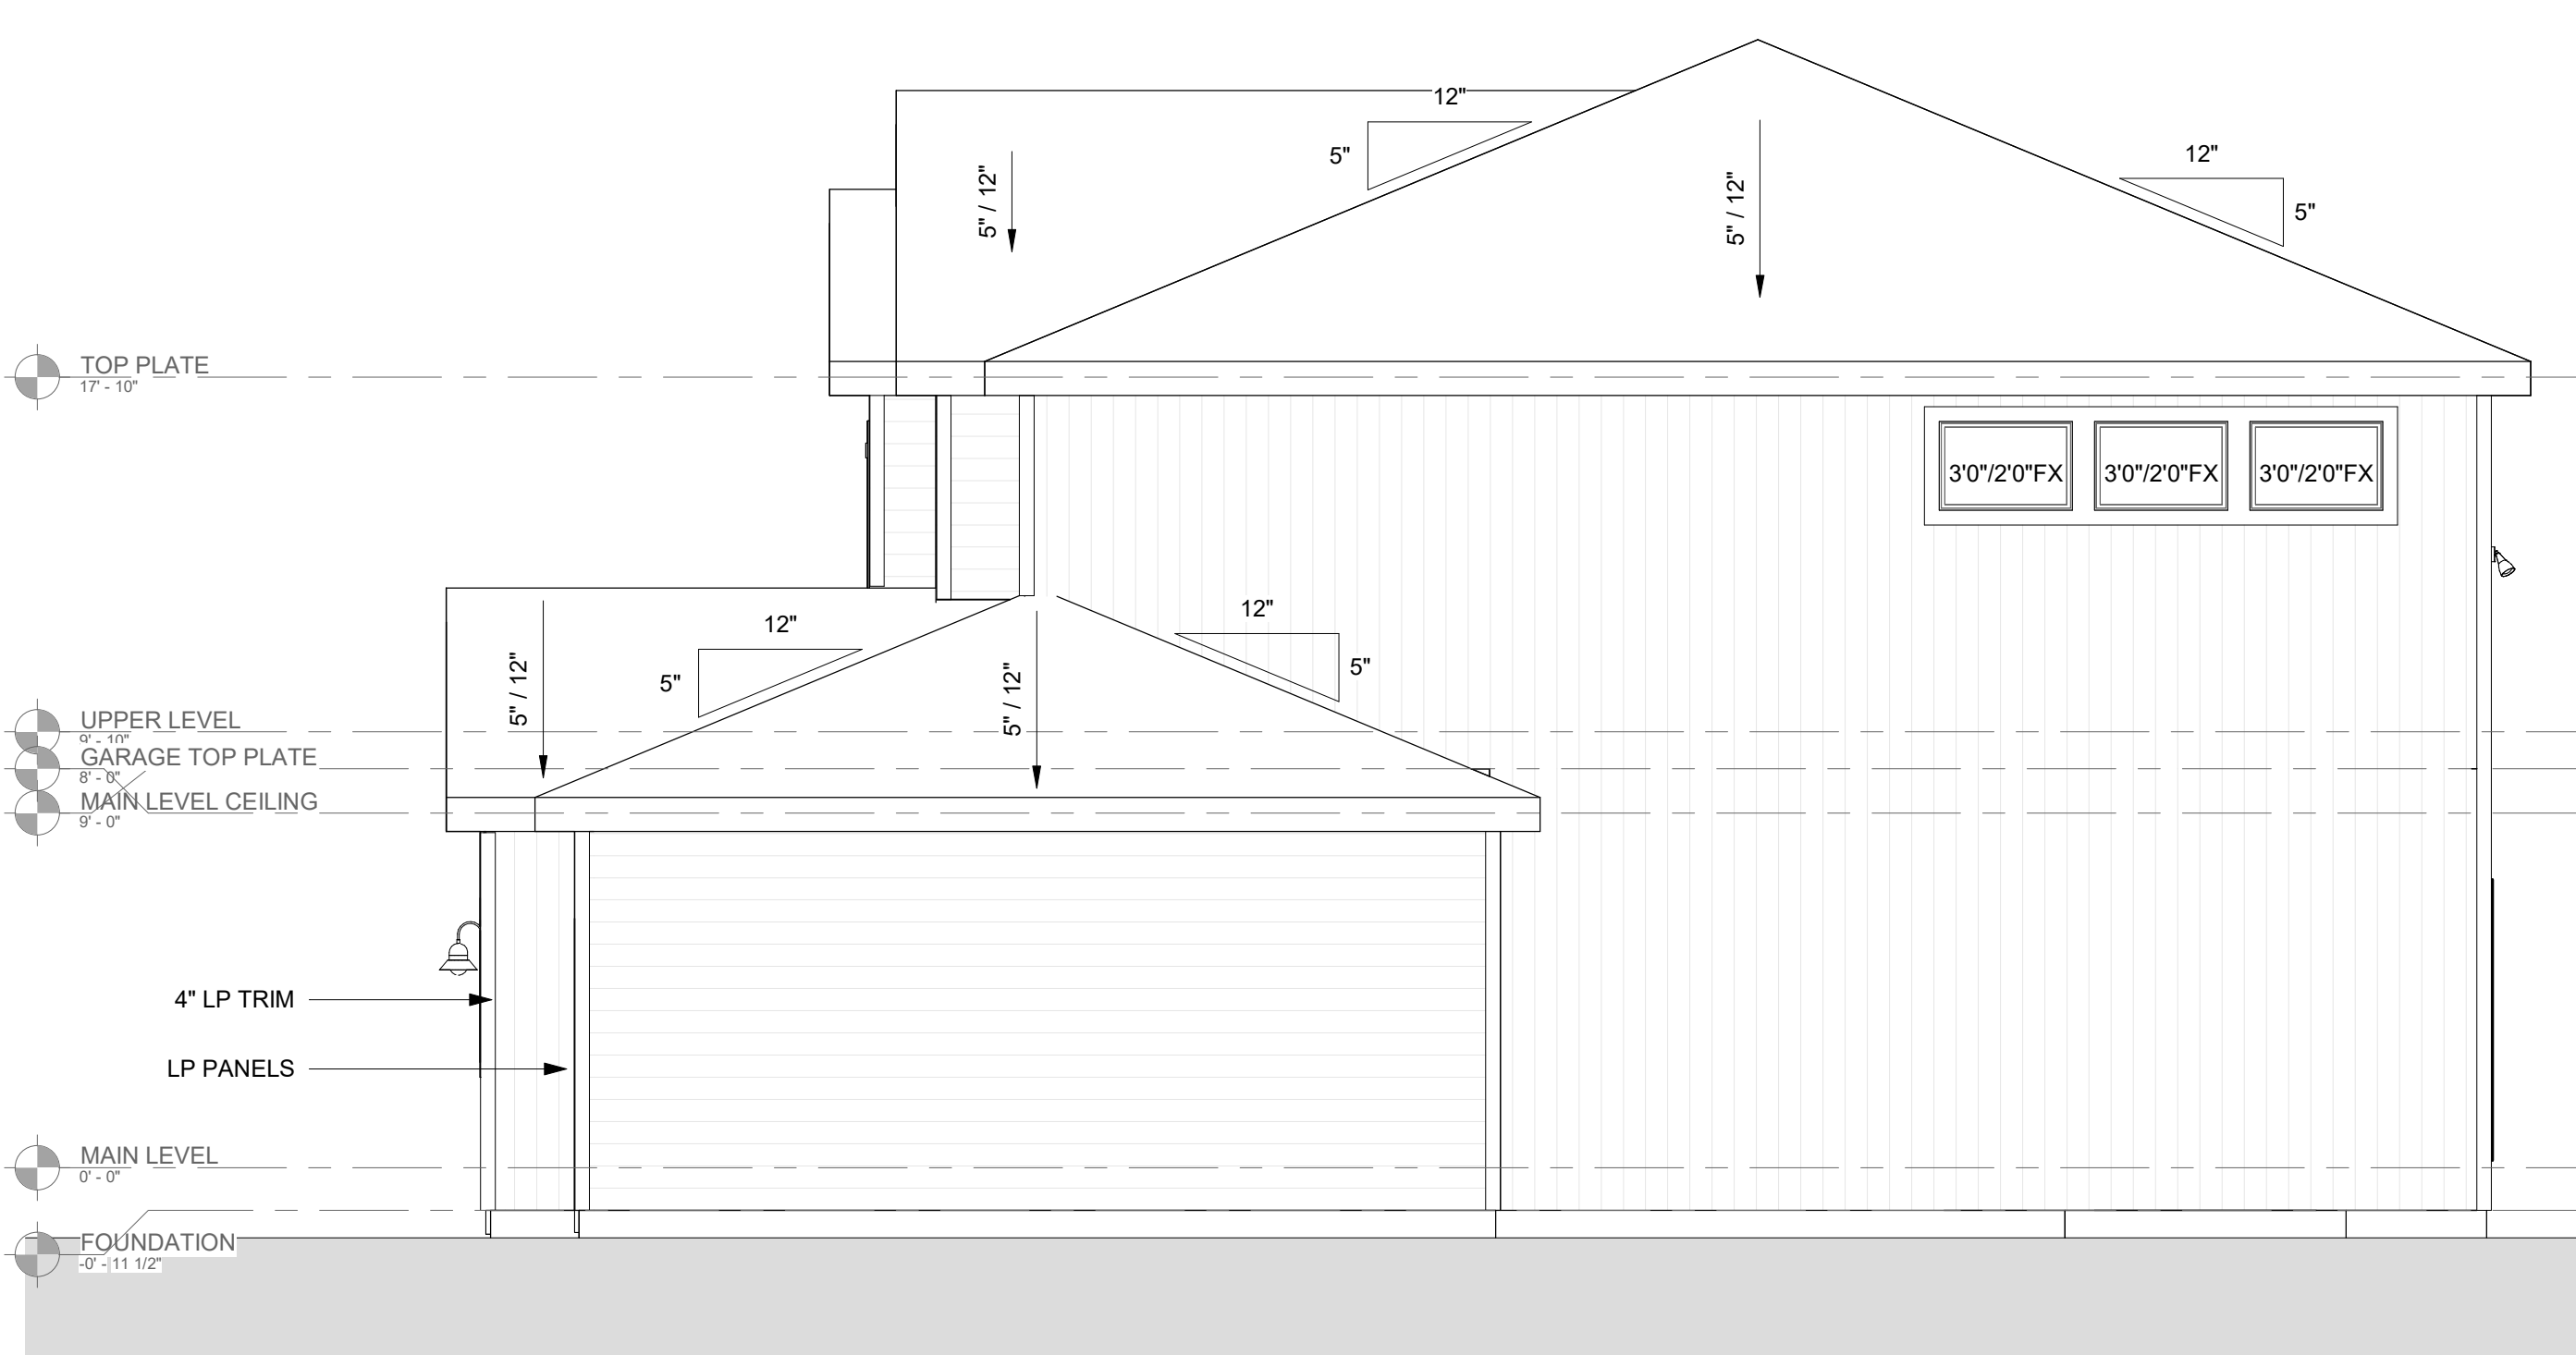 12"
5"
5" / 12"
12"
5"
5" / 12"
TOP PLATE
17' - 10"
3'0"/2'0"FX
3'0"/2'0"FX
3'0"/2'0"FX
12"
5"
5" / 12"
12"
5"
5" / 12"
UPPER LEVEL
9' - 10"
GARAGE TOP PLATE
8' - 0"
MAIN LEVEL CEILING
9' - 0"
4" LP TRIM
LP PANELS
MAIN LEVEL
0' - 0"
FOUNDATION
-0' - 11 1/2"